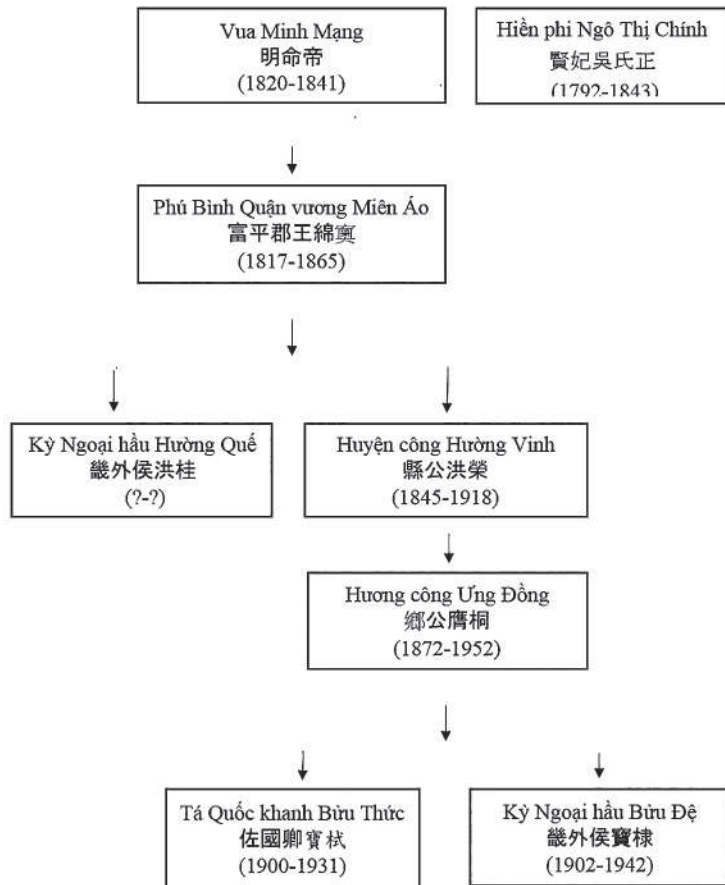 Vua Minh Mạng
明命帝
(1820-1841)
Hiền phi Ngô Thị Chính
賢妃吳氏正
(1792-1843)
Phú Bình Quận vương Miên Áo
富平郡王綿寠
(1817-1865)
Kỳ Ngoại hầu Hường Quế
畿外侯洪桂
(?-?)
Huyện công Hường Vinh
縣公洪榮
(1845-1918)
Hương công Ưng Đồng
鄉公膺桐
(1872-1952)
Tá Quốc khanh Bửu Thức
佐國卿寶栻
(1900-1931)
Kỳ Ngoại hầu Bửu Đệ
畿外侯寶棣
(1902-1942)